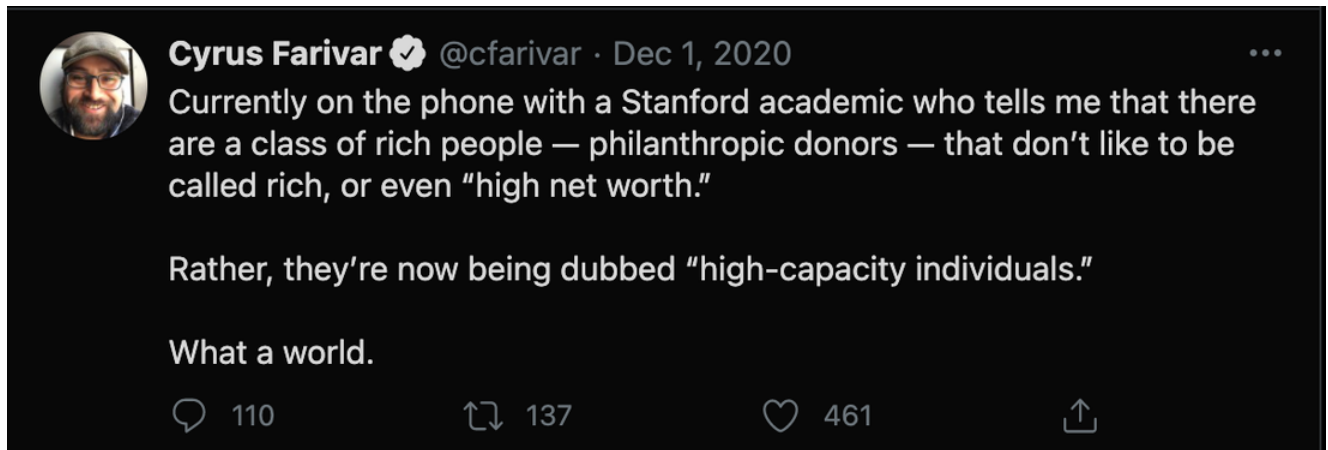 Cyrus Farivar @cfarivar · Dec 1, 2020
Currently on the phone with a Stanford academic who tells me that there
are a class of rich people — philanthropic donors — that don’t like to be
called rich, or even “high net worth.”
Rather, they’re now being dubbed “high-capacity individuals.”
What a world.
110 137 461